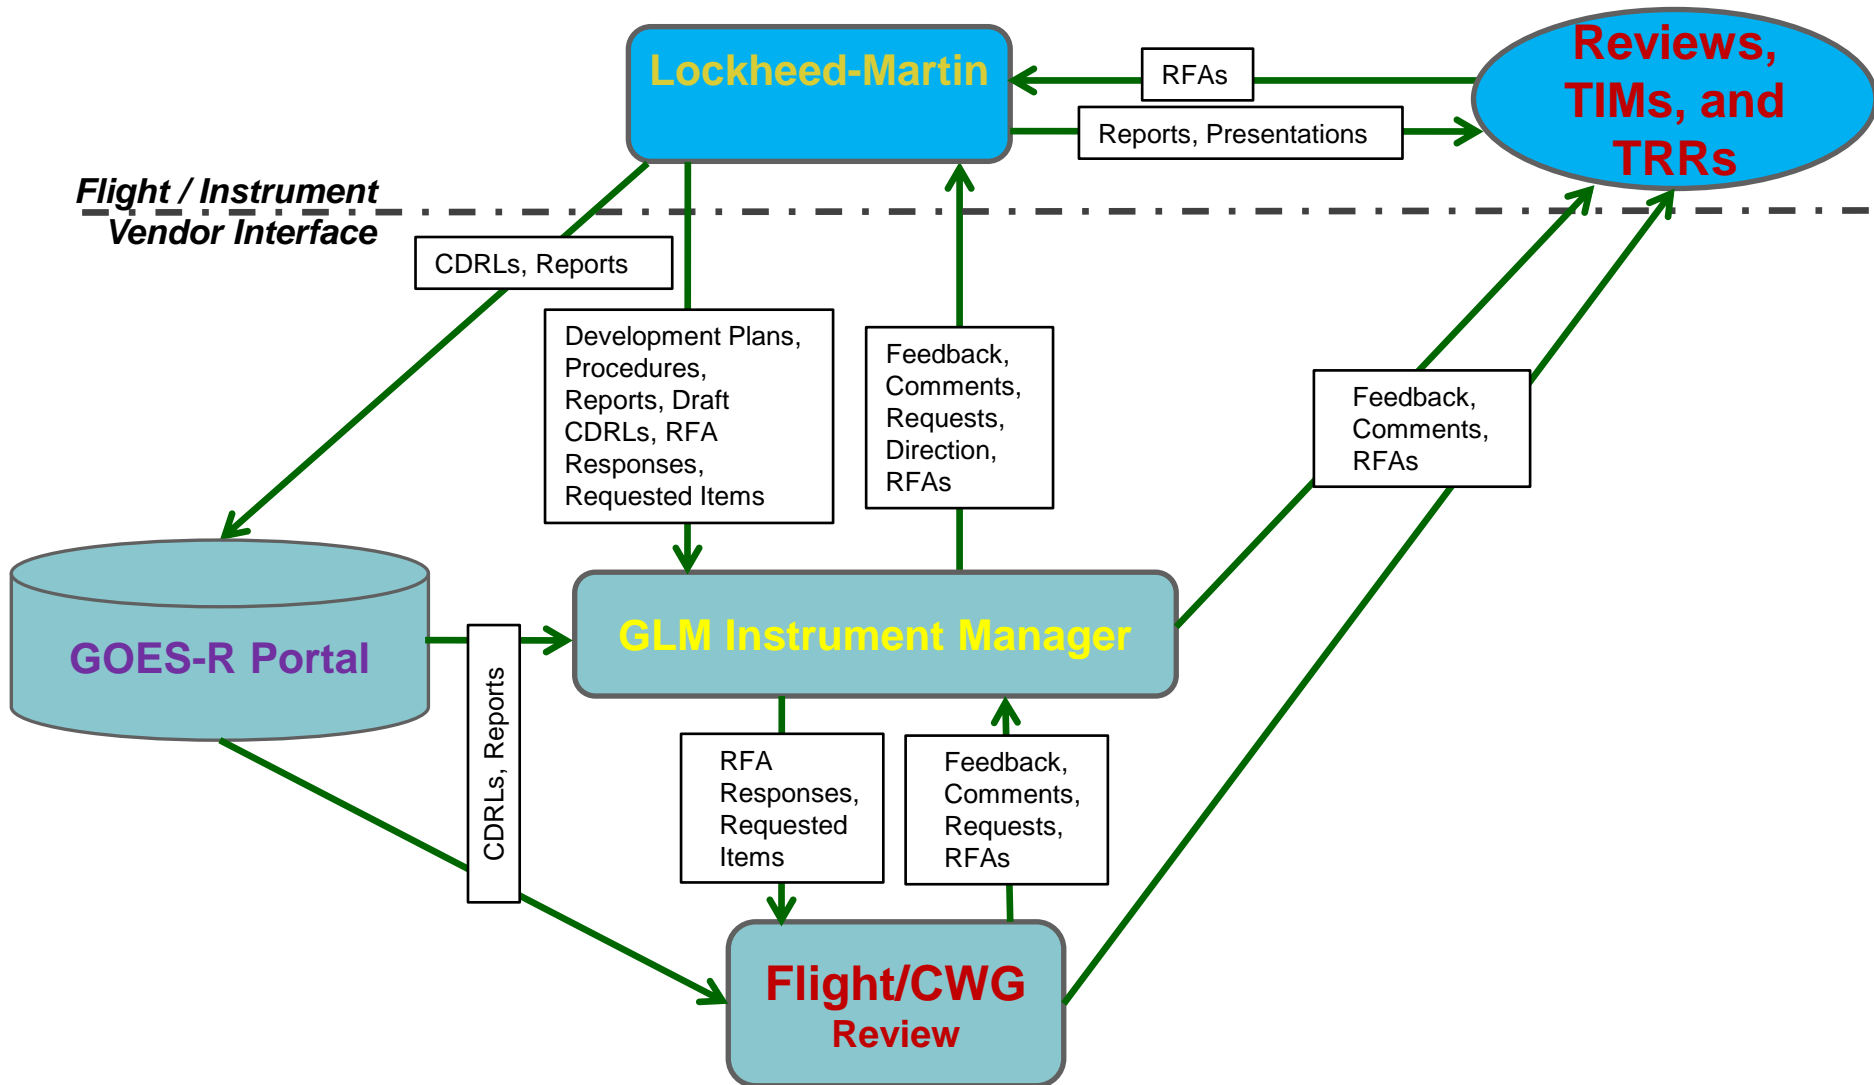 Lockheed-Martin
Reviews,
TIMs, and
TRRs
RFAs
Reports, Presentations
Flight / Instrument
Vendor Interface
CDRLs, Reports
Development Plans,
Procedures,
Reports, Draft
CDRLs, RFA
Responses,
Requested Items
Feedback,
Comments,
Requests,
Direction,
RFAs
Feedback,
Comments,
RFAs
GOES-R Portal
GLM Instrument Manager
CDRLs, Reports
RFA
Responses,
Requested
Items
Feedback,
Comments,
Requests,
RFAs
Flight/CWG
Review